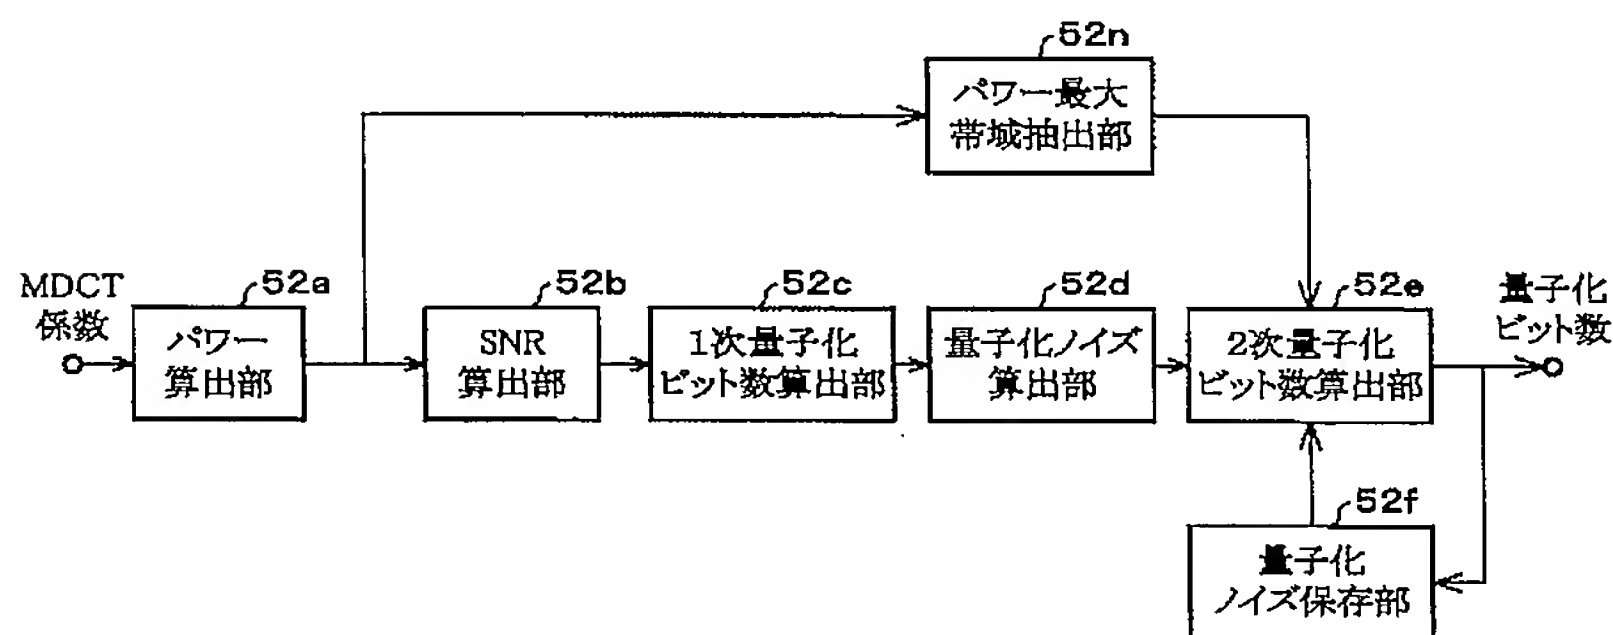 52n
パワー最大
帯域抽出部
MDCT
係数
52a
パワー
算出部
52b
SNR
算出部
52c
1次量子化
ビット数算出部
52d
量子化ノイズ
算出部
52e
2次量子化
ビット数算出部
量子化
ビット数
52f
量子化
ノイズ保存部